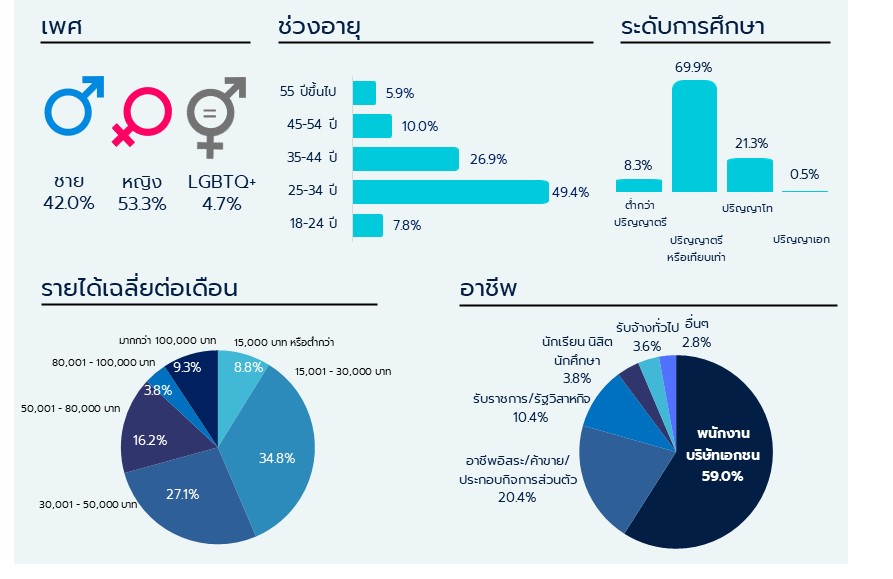 เพศ
ชาย
42.0%
หญิง
53.3%
LGBTQ+
4.7%
ช่วงอายุ
55 ปีขึ้นไป 5.9%
45-54 ปี 10.0%
35-44 ปี 26.9%
25-34 ปี 49.4%
18-24 ปี 7.8%
ระดับการศึกษา
8.3%
69.9%
21.3%
0.5%
ต่ำกว่า
ปริญญาตรี
ปริญญาตรี
หรือเทียบเท่า
ปริญญาโท
ปริญญาเอก
รายได้เฉลี่ยต่อเดือน
มากกว่า 100,000 บาท
9.3%
15,000 บาท หรือต่ำกว่า
8.8%
80,001 - 100,000 บาท
3.8%
15,001 - 30,000 บาท
34.8%
50,001 - 80,000 บาท
16.2%
30,001 - 50,000 บาท
27.1%
อาชีพ
อื่นๆ
2.8%
รับจ้างทั่วไป
3.6%
นักเรียน นิสิต
นักศึกษา
3.8%
รับราชการ/รัฐวิสาหกิจ
10.4%
อาชีพอิสระ/ค้าขาย/
ประกอบกิจการส่วนตัว
20.4%
พนักงาน
บริษัทเอกชน
59.0%